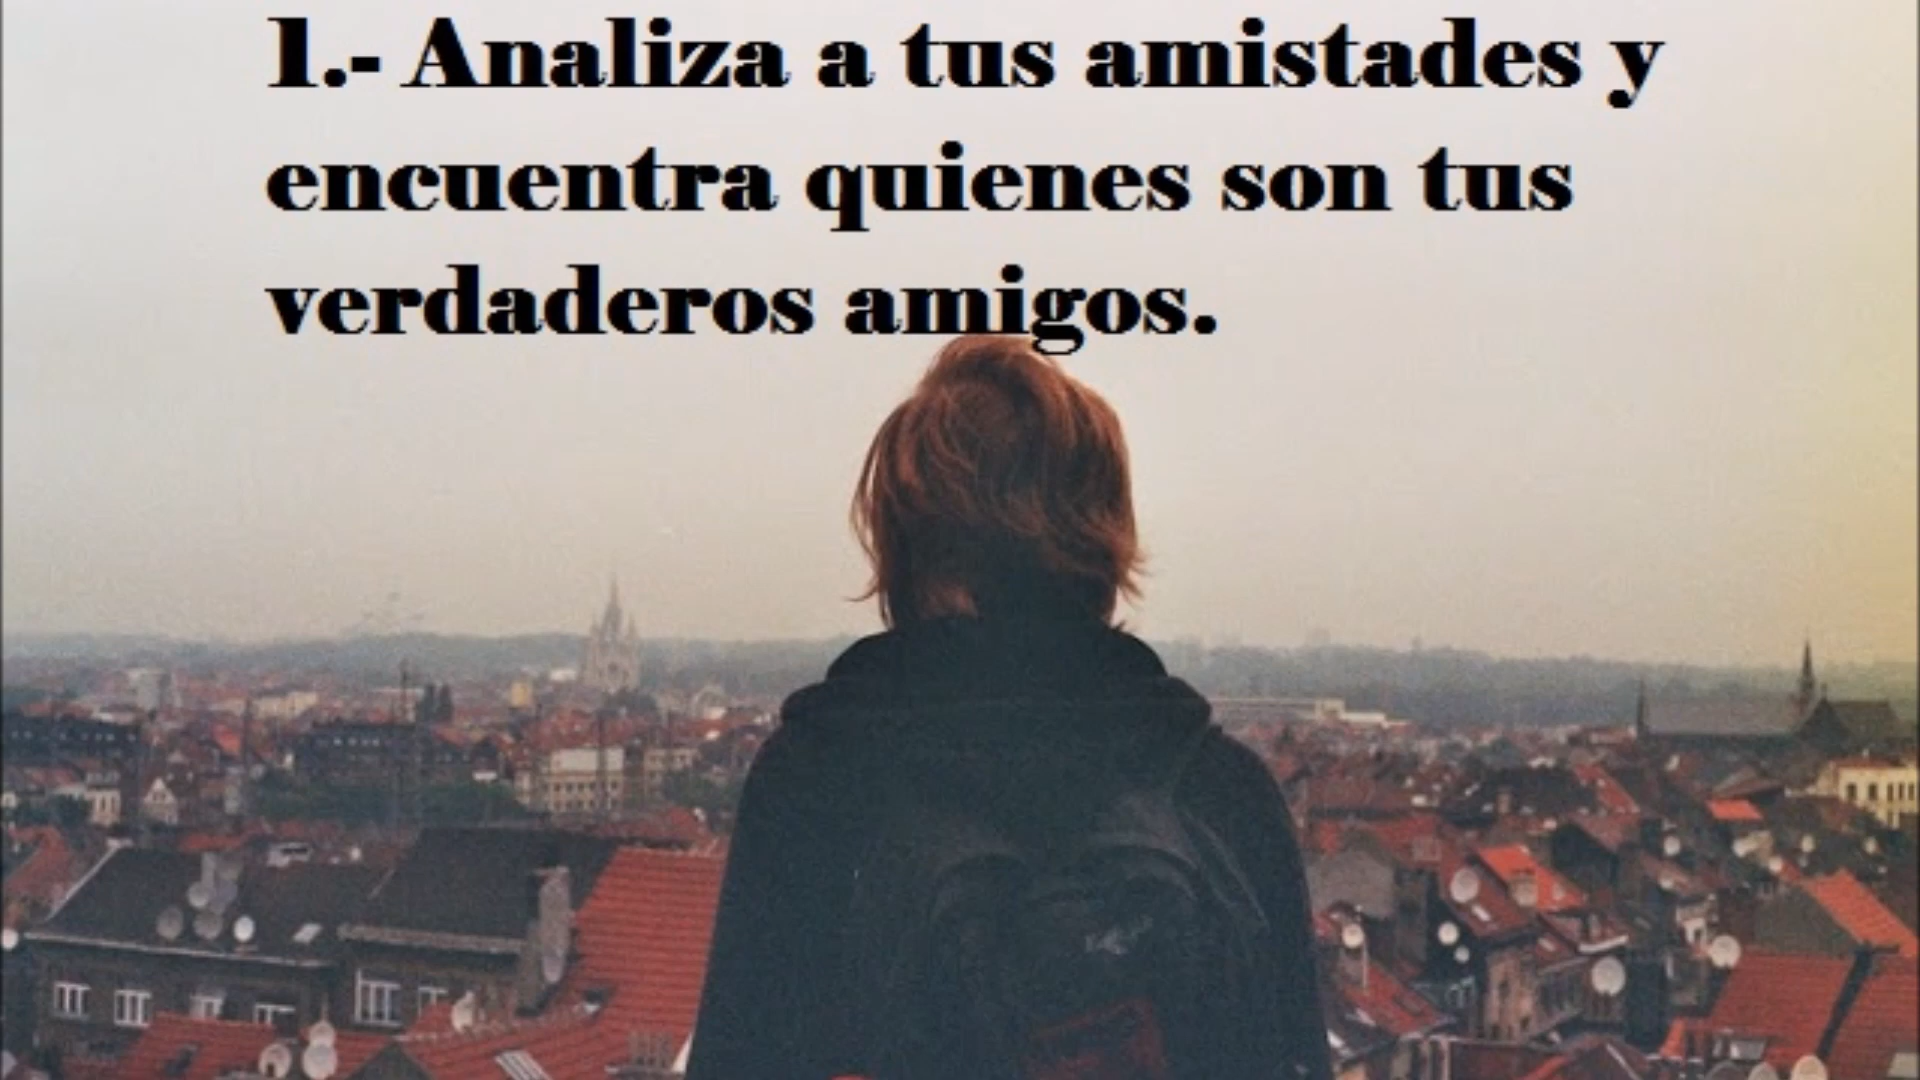 1.- Analiza a tus amistades y
encuentra quienes son tus
verdaderos amigos.